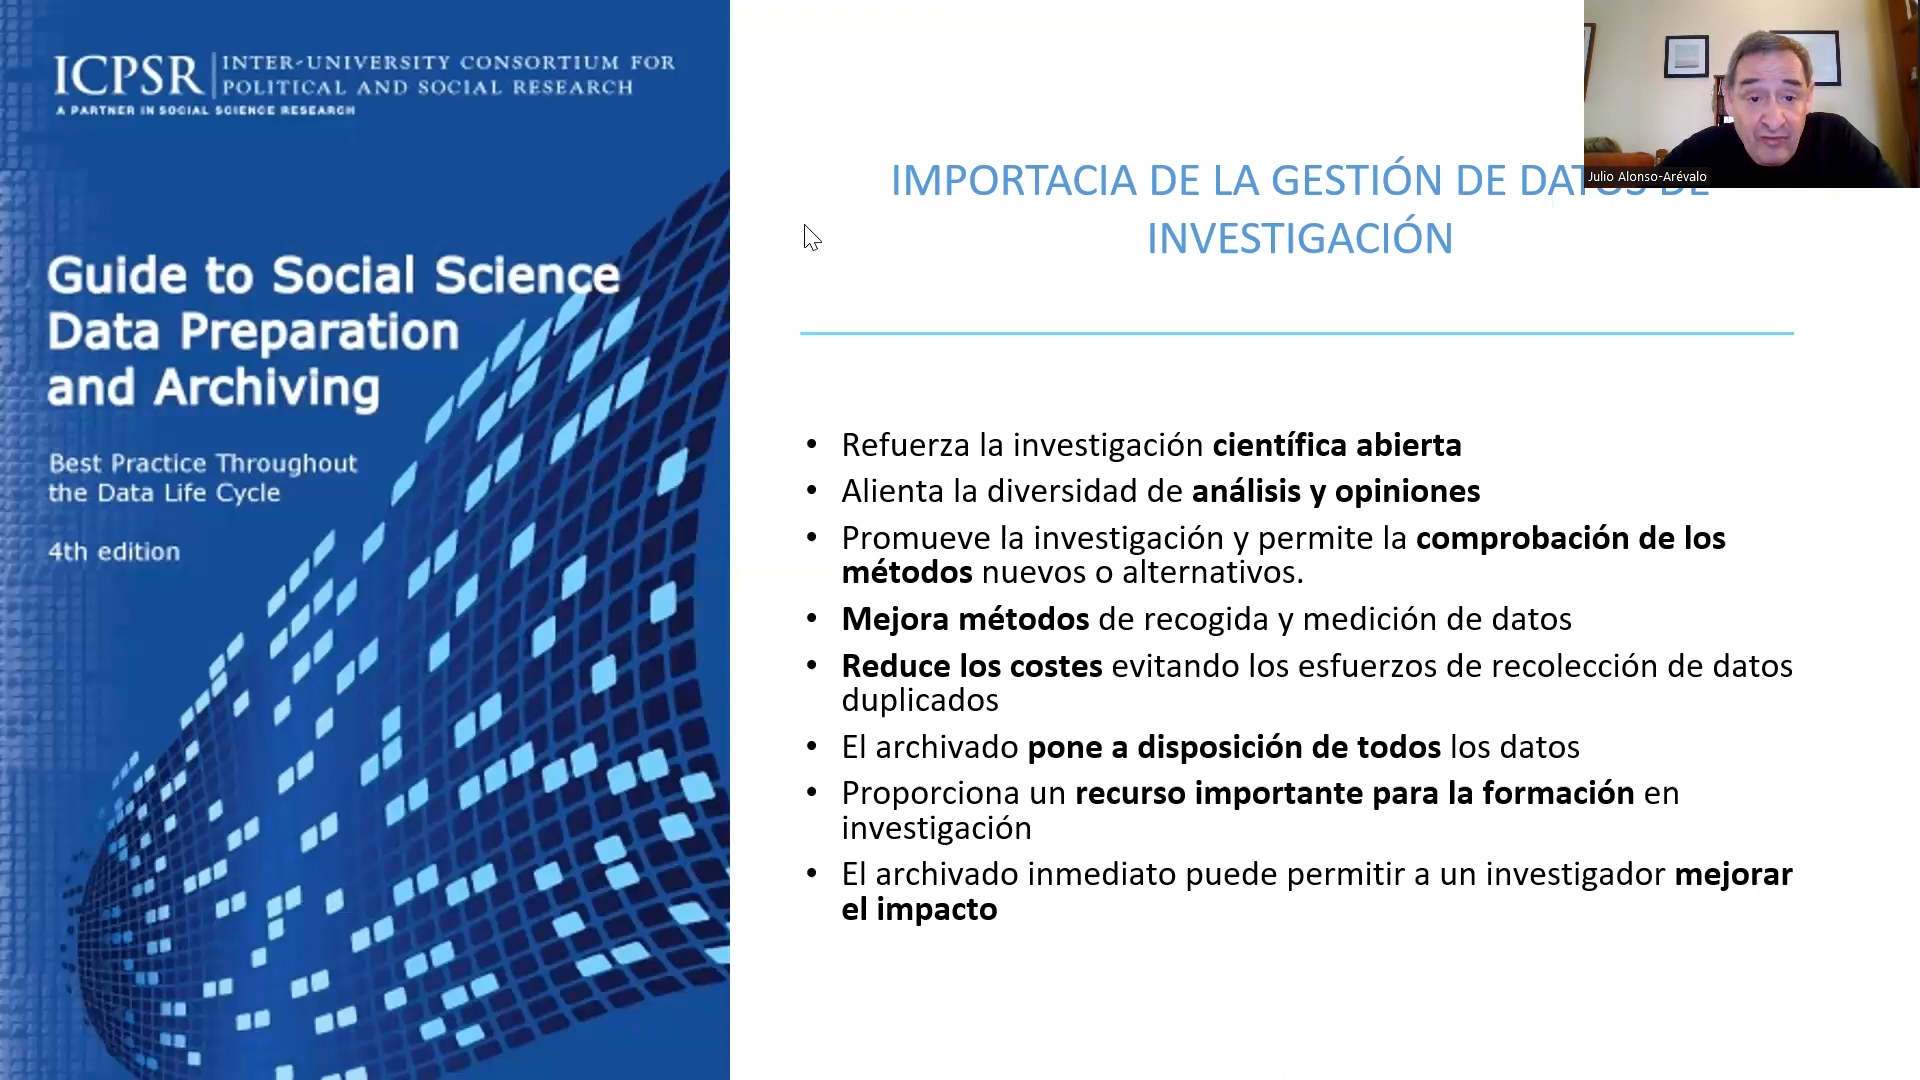 ICPSR
INTER-UNIVERSITY CONSORTIUM FOR
POLITICAL AND SOCIAL RESEARCH
A PARTNER IN SOCIAL SCIENCE RESEARCH
Guide to Social Science
Data Preparation
and Archiving
Best Practice Throughout
the Data Life Cycle
4th edition
Julio Alonso-Arévalo
IMPORTACIA DE LA GESTIÓN DE DATOS DE
INVESTIGACIÓN
• Refuerza la investigación científica abierta
• Alienta la diversidad de análisis y opiniones
• Promueve la investigación y permite la comprobación de los
métodos nuevos o alternativos.
• Mejora métodos de recogida y medición de datos
• Reduce los costes evitando los esfuerzos de recolección de datos
duplicados
• El archivado pone a disposición de todos los datos
• Proporciona un recurso importante para la formación en
investigación
• El archivado inmediato puede permitir a un investigador mejorar
el impacto